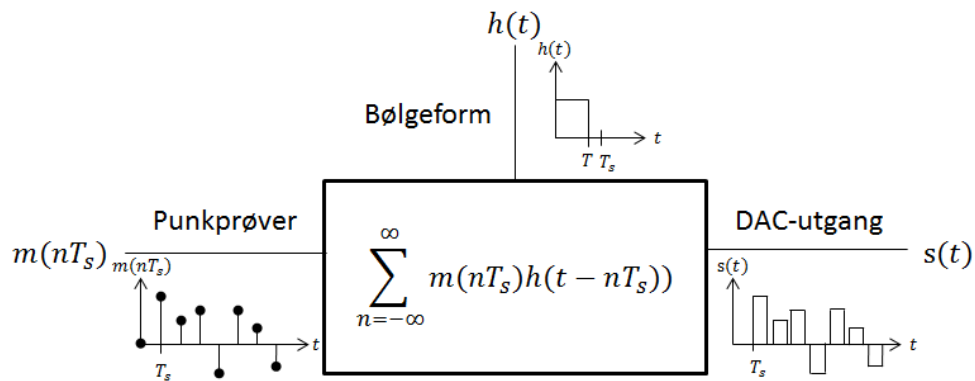 h(t)
h(t)
Bølgeform
t
T T_s
Punkprøver
DAC-utgang
m(nT_s)
m(nT_s)
∞
∑ m(nT_s)h(t − nT_s))
n=−∞
s(t)
s(t)
t
T_s
t
T_s